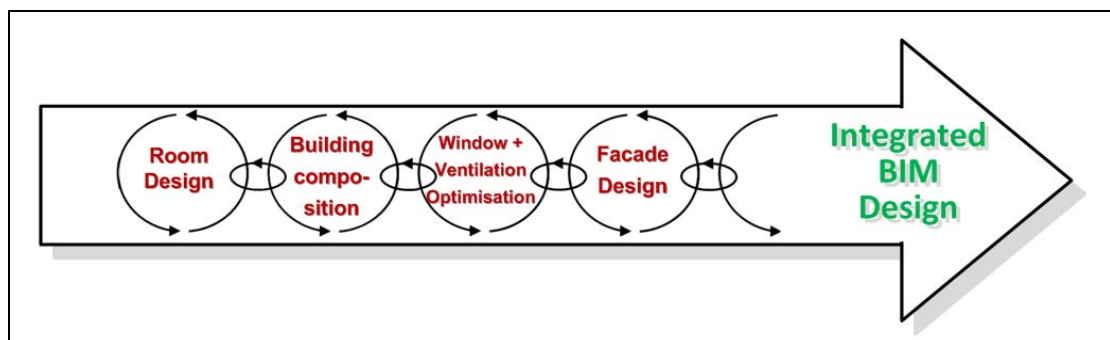 Room
Design
Building
compo-
sition
Window +
Ventilation
Optimisation
Facade
Design
Integrated
BIM
Design